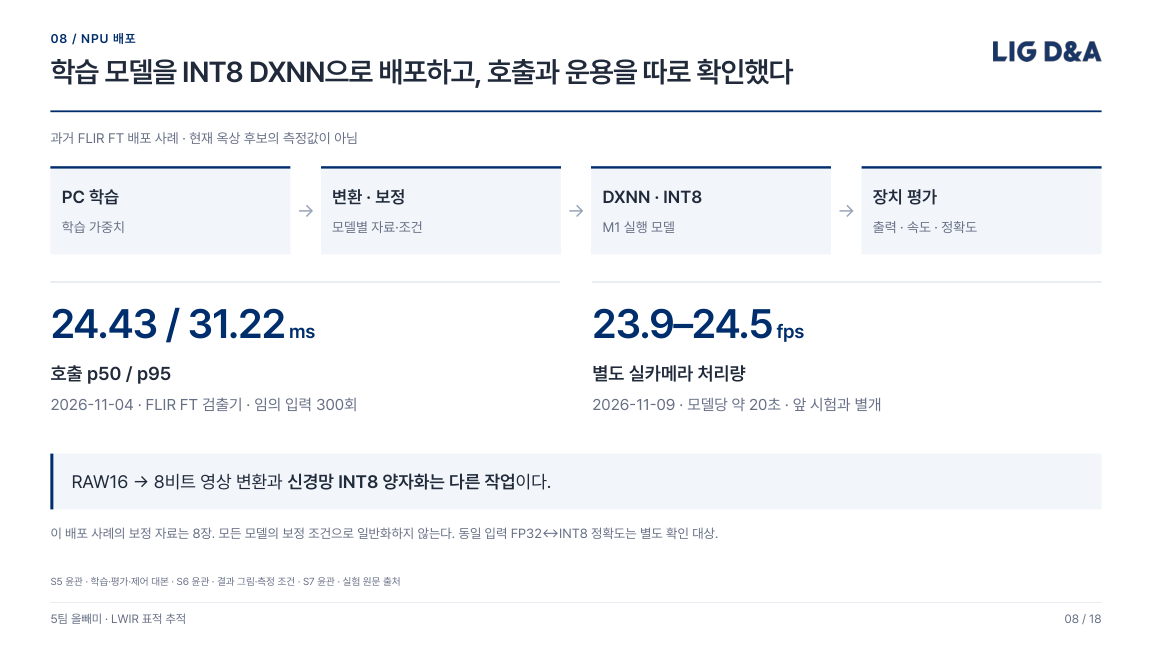 08 / NPU 배포
학습 모델을 INT8 DXNN으로 배포하고, 호출과 운용을 따로 확인했다
LIG D&A
과거 FLIR FT 배포 사례 · 현재 옥상 후보의 측정값이 아님
PC 학습
학습 가중치
→
변환 · 보정
모델별 자료·조건
→
DXNN · INT8
M1 실행 모델
→
장치 평가
출력 · 속도 · 정확도
24.43 / 31.22 ms
호출 p50 / p95
2026-11-04 · FLIR FT 검출기 · 임의 입력 300회
23.9–24.5 fps
별도 실카메라 처리량
2026-11-09 · 모델당 약 20초 · 앞 시험과 별개
RAW16 → 8비트 영상 변환과 신경망 INT8 양자화는 다른 작업이다.
이 배포 사례의 보정 자료는 8장. 모든 모델의 보정 조건으로 일반화하지 않는다. 동일 입력 FP32↔INT8 정확도는 별도 확인 대상.
S5 윤관 · 학습·평가·제어 대본 · S6 윤관 · 결과 그림·측정 조건 · S7 윤관 · 실험 원문 출처
5팀 올빼미 · LWIR 표적 추적
08 / 18